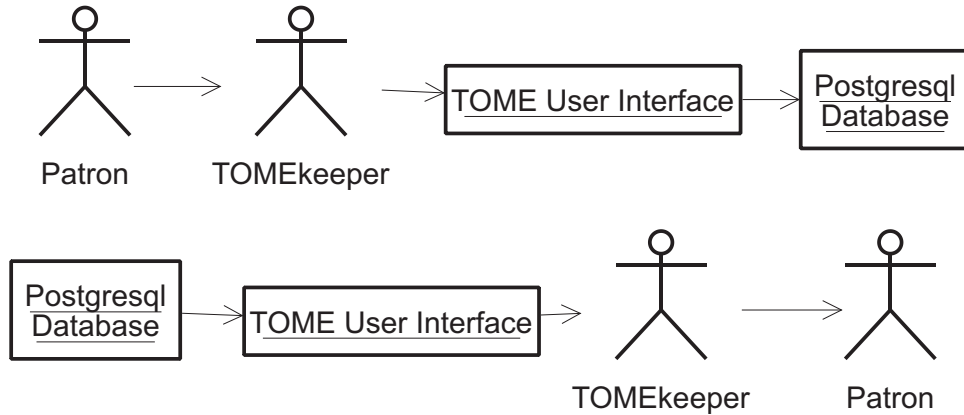 TOME User Interface
Postgresql
Database
Patron
TOMEkeeper
Postgresql
Database
TOME User Interface
TOMEkeeper
Patron